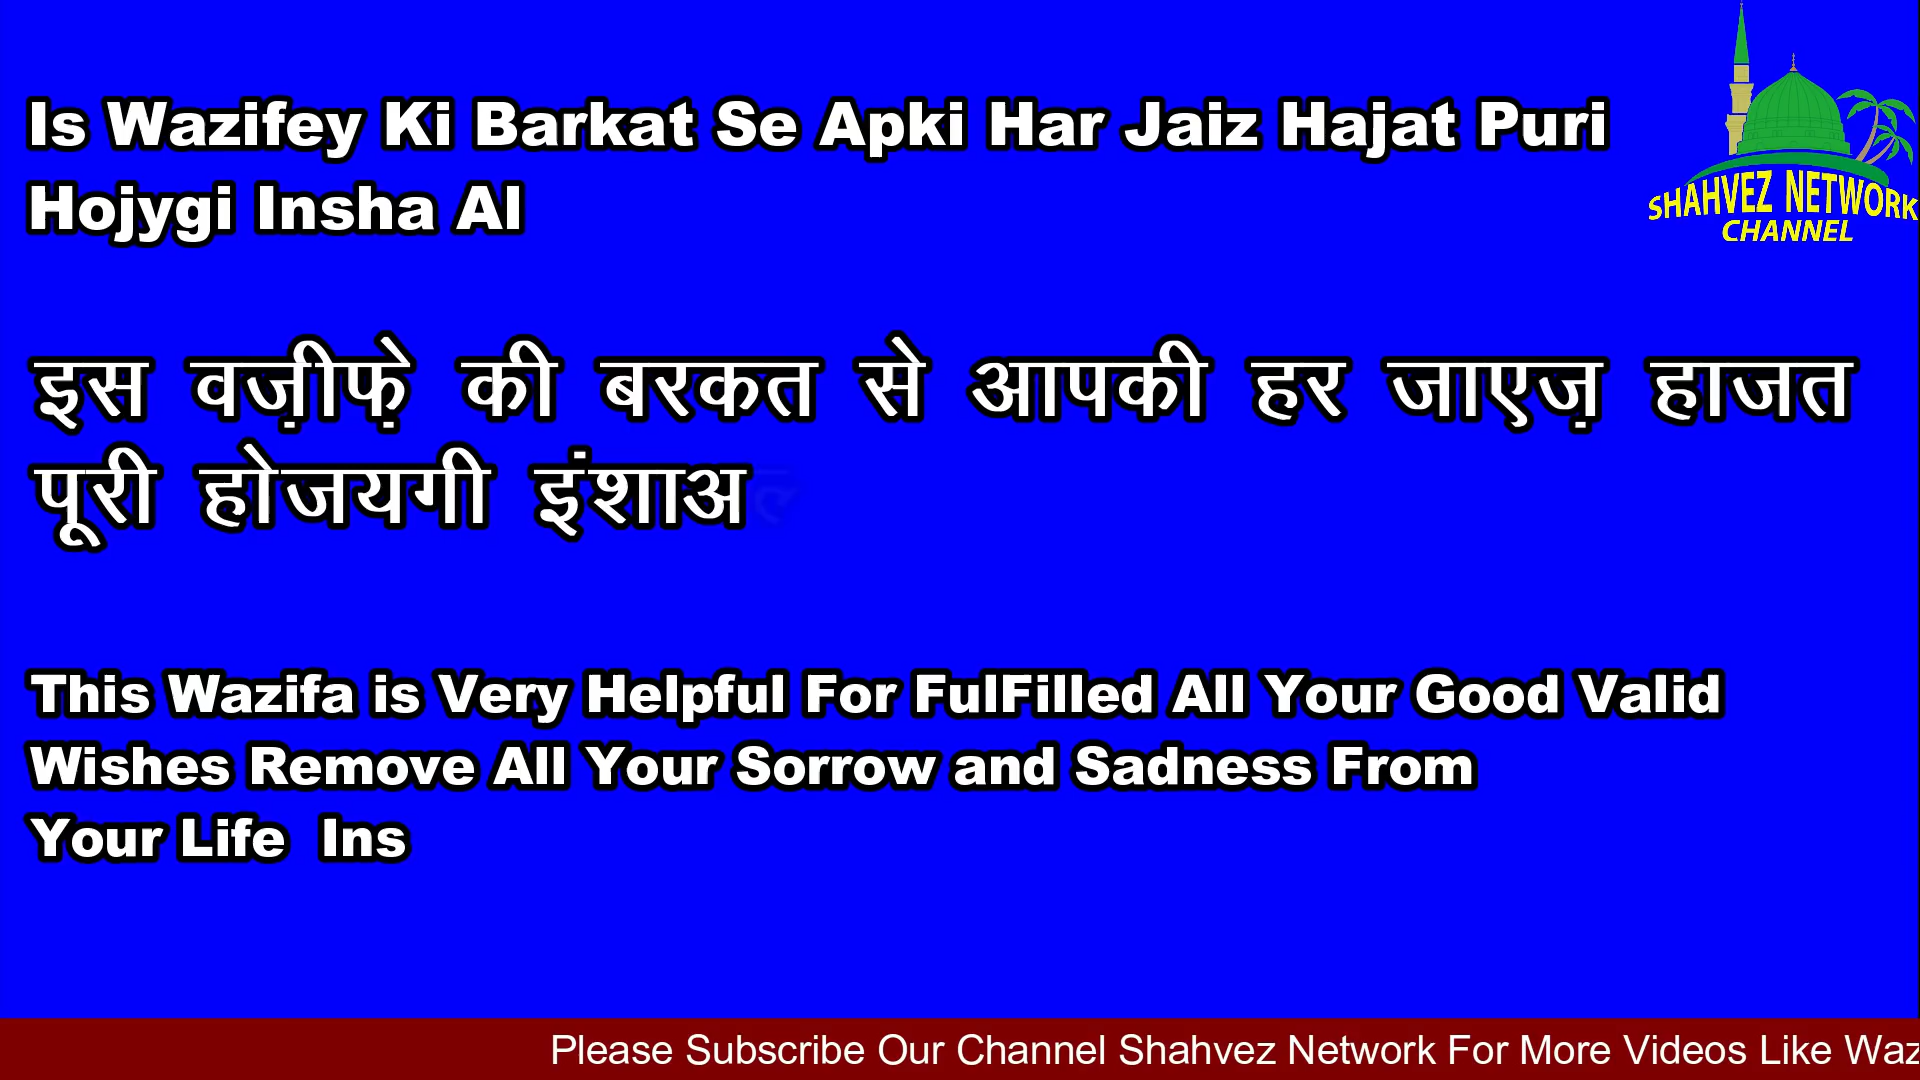 Is Wazifey Ki Barkat Se Apki Har Jaiz Hajat Puri
Hojygi Insha Al
SHAHVEZ NETWORK
CHANNEL
इस वज़ीफ़े की बरकत से आपकी हर जाएज़ हाजत
पूरी होजयगी इंशाअ
This Wazifa is Very Helpful For FulFilled All Your Good Valid
Wishes Remove All Your Sorrow and Sadness From
Your Life Ins
Please Subscribe Our Channel Shahvez Network For More Videos Like Waz